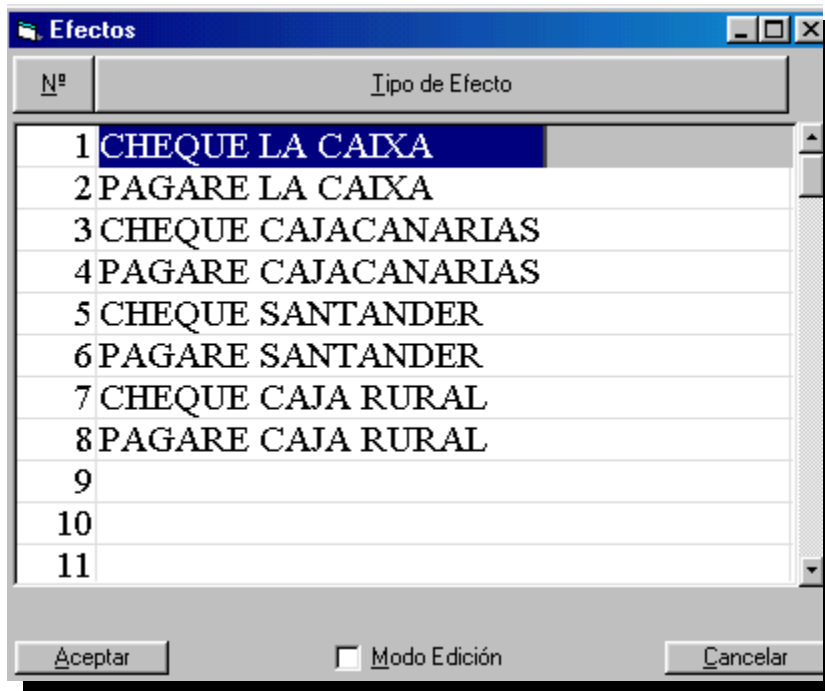 Efectos
Nº Tipo de Efecto
1 CHEQUE LA CAIXA
2 PAGARE LA CAIXA
3 CHEQUE CAJACANARIAS
4 PAGARE CAJACANARIAS
5 CHEQUE SANTANDER
6 PAGARE SANTANDER
7 CHEQUE CAJA RURAL
8 PAGARE CAJA RURAL
9
10
11
Aceptar Modo Edición Cancelar